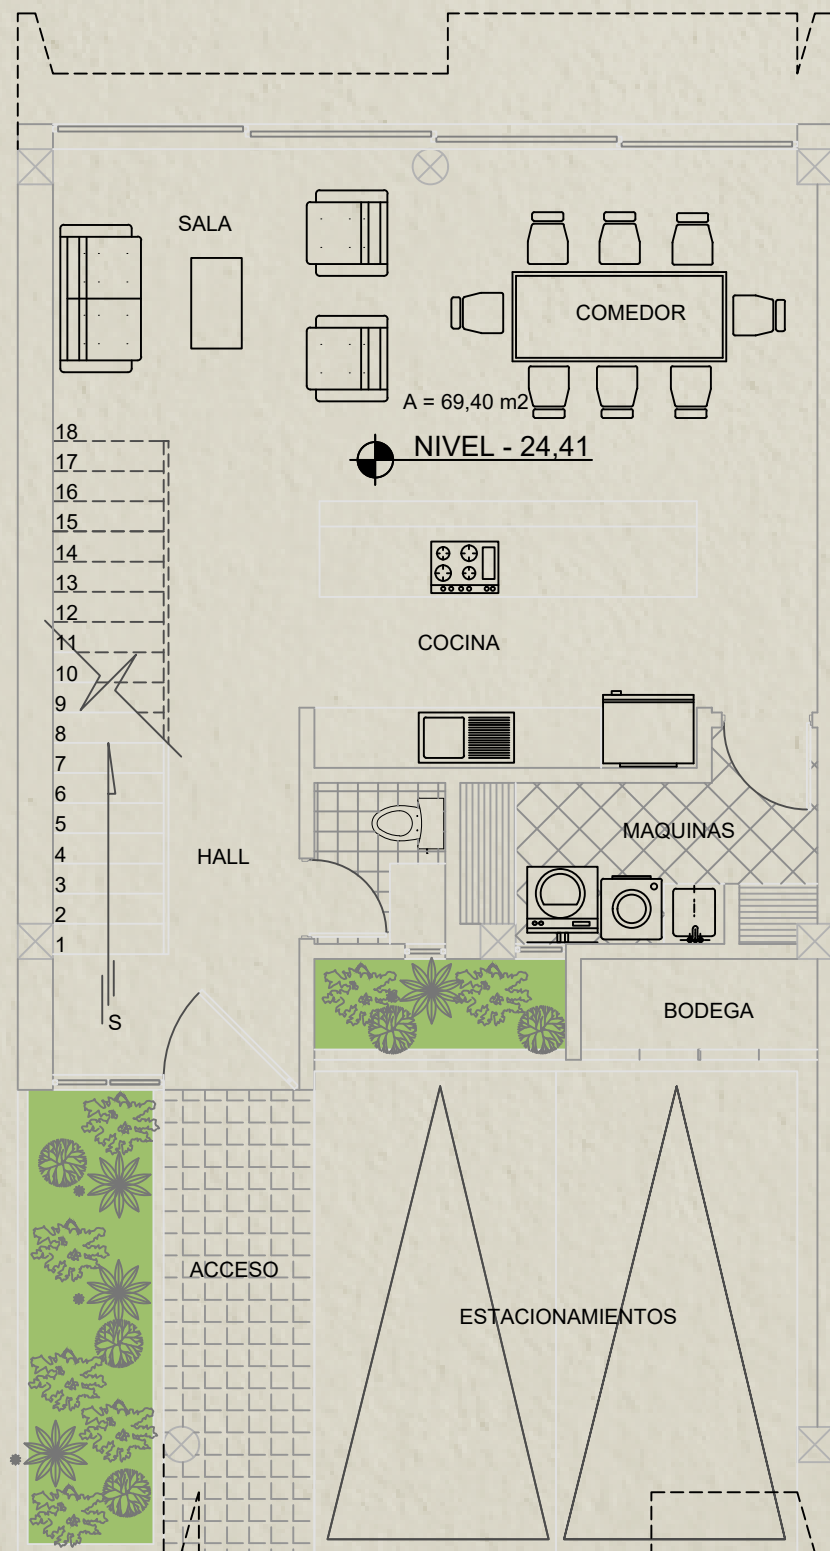 SALA
COMEDOR
A = 69,40 m2
NIVEL - 24,41
18
17
16
15
14
13
12
11
10
9
8
7
6
5
4
3
2
1
COCINA
MAQUINAS
HALL
BODEGA
S
ACCESO
ESTACIONAMIENTOS